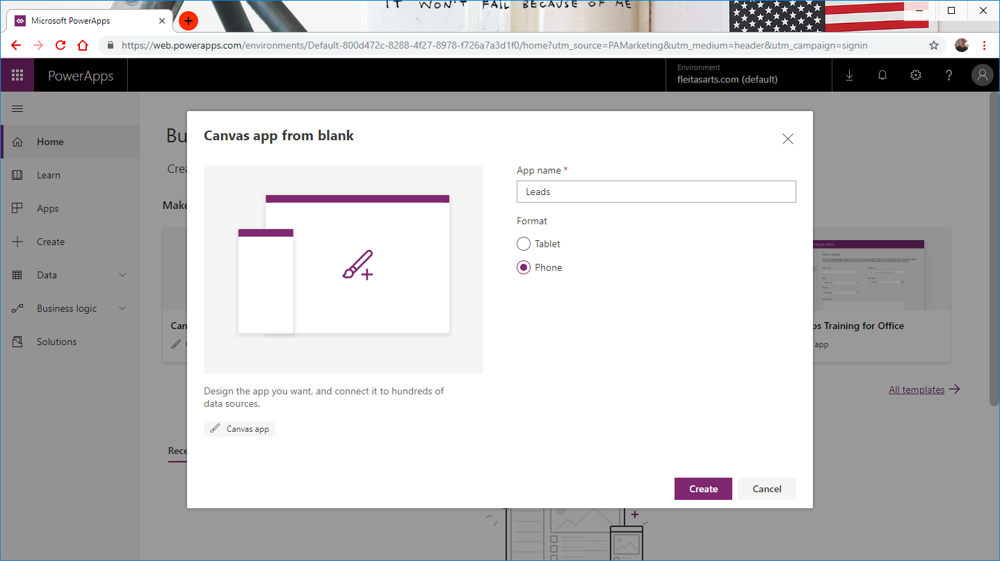 IT WON'T FAIL BECAUSE OF ME
Microsoft PowerApps
https://web.powerapps.com/environments/Default-800d472c-8288-4f27-8978-f726a7a3d1f0/home?utm_source=PAMarketing&utm_medium=header&utm_campaign=signin
PowerApps
Environment
fleitasarts.com (default)
Home
Learn
Apps
Create
Data
Business logic
Solutions
Bu
Crea
Make
Canvas app from blank
App name *
Leads
Format
Tablet
Phone
Design the app you want, and connect it to hundreds of
data sources.
Canvas app
Create
Cancel
Can
ps Training for Office
app
All templates
Rece